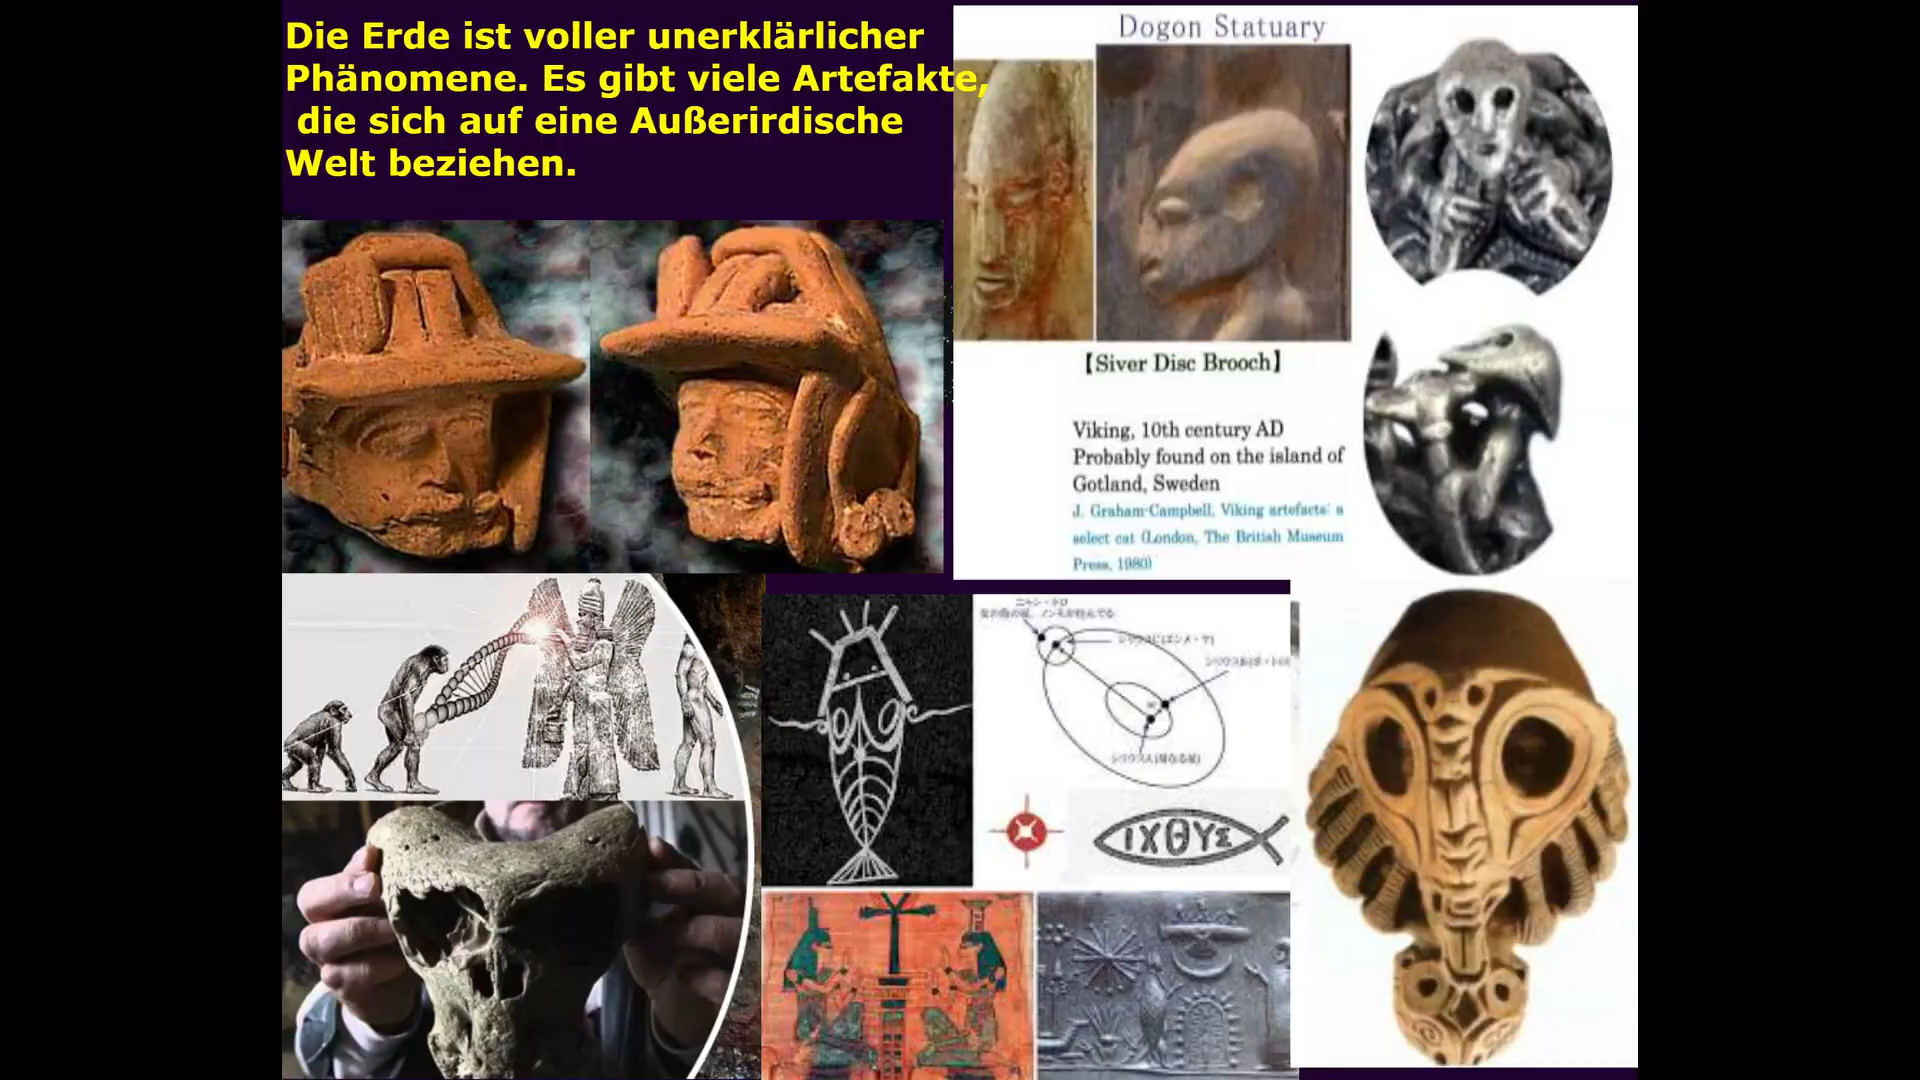 Die Erde ist voller unerklärlicher
Phänomene. Es gibt viele Artefakte,
die sich auf eine Außerirdische
Welt beziehen.
Dogon Statuary
【Siver Disc Brooch】
Viking, 10th century AD
Probably found on the island of
Gotland, Sweden
J. Graham-Campbell, Viking artefacts: a
select cat (London, The British Museum
Press, 1980)
ΙΧΘΥΣ